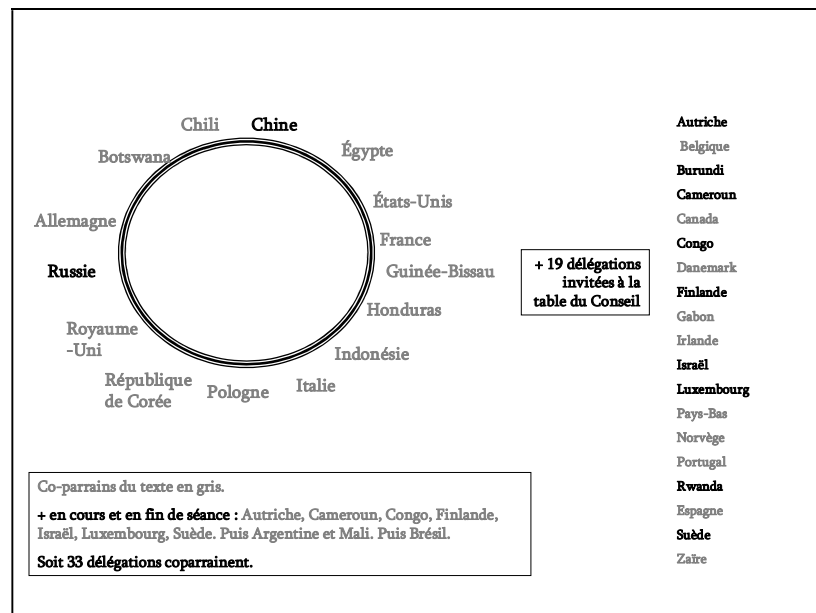 Chili
Chine
Botswana
Égypte
Allemagne
États-Unis
France
Russie
Guinée-Bissau
Honduras
Royaume
-Uni
Indonésie
République
de Corée
Pologne
Italie
+ 19 délégations
invitées à la
table du Conseil
Autriche
Belgique
Burundi
Cameroun
Canada
Congo
Danemark
Finlande
Gabon
Irlande
Israël
Luxembourg
Pays-Bas
Norvège
Portugal
Rwanda
Espagne
Suède
Zaïre
Co-parrains du texte en gris.
+ en cours et en fin de séance : Autriche, Cameroun, Congo, Finlande,
Israël, Luxembourg, Suède. Puis Argentine et Mali. Puis Brésil.
Soit 33 délégations coparrainent.